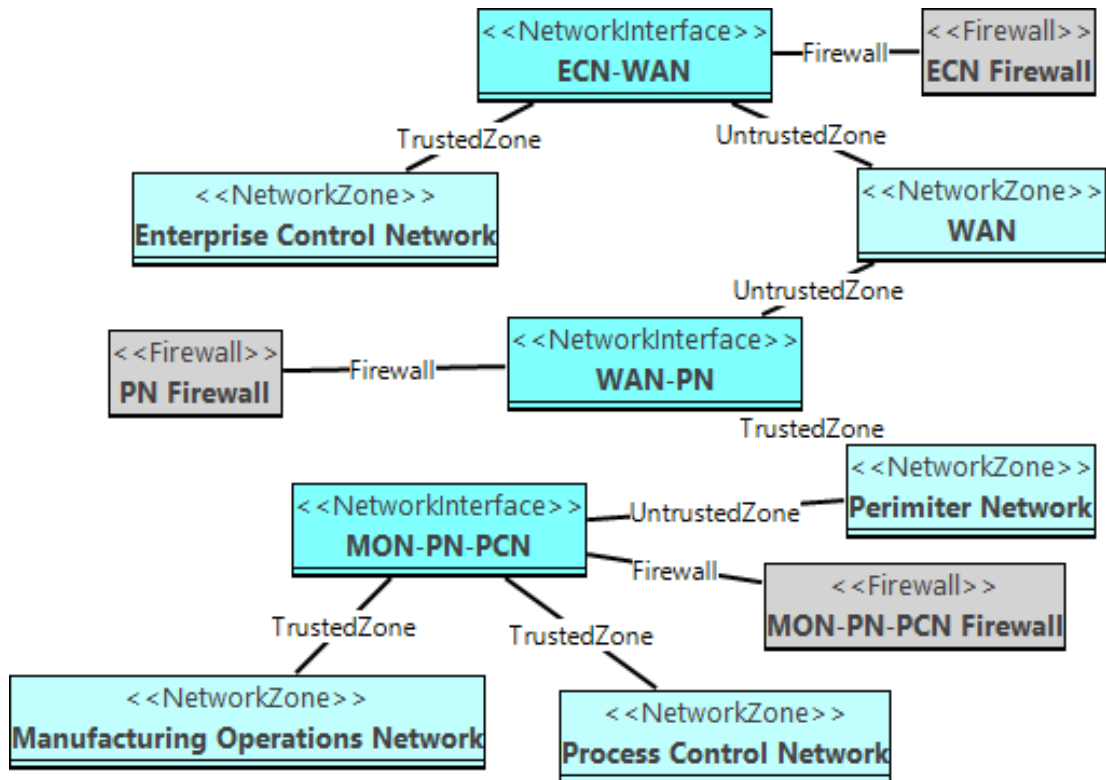 <<NetworkInterface>>
ECN-WAN
Firewall
<<Firewall>>
ECN Firewall
TrustedZone
UntrustedZone
<<NetworkZone>>
Enterprise Control Network
<<NetworkZone>>
WAN
UntrustedZone
<<Firewall>>
PN Firewall
Firewall
<<NetworkInterface>>
WAN-PN
TrustedZone
<<NetworkZone>>
Perimiter Network
<<NetworkInterface>>
MON-PN-PCN
UntrustedZone
Firewall
<<Firewall>>
MON-PN-PCN Firewall
TrustedZone
TrustedZone
<<NetworkZone>>
Manufacturing Operations Network
<<NetworkZone>>
Process Control Network